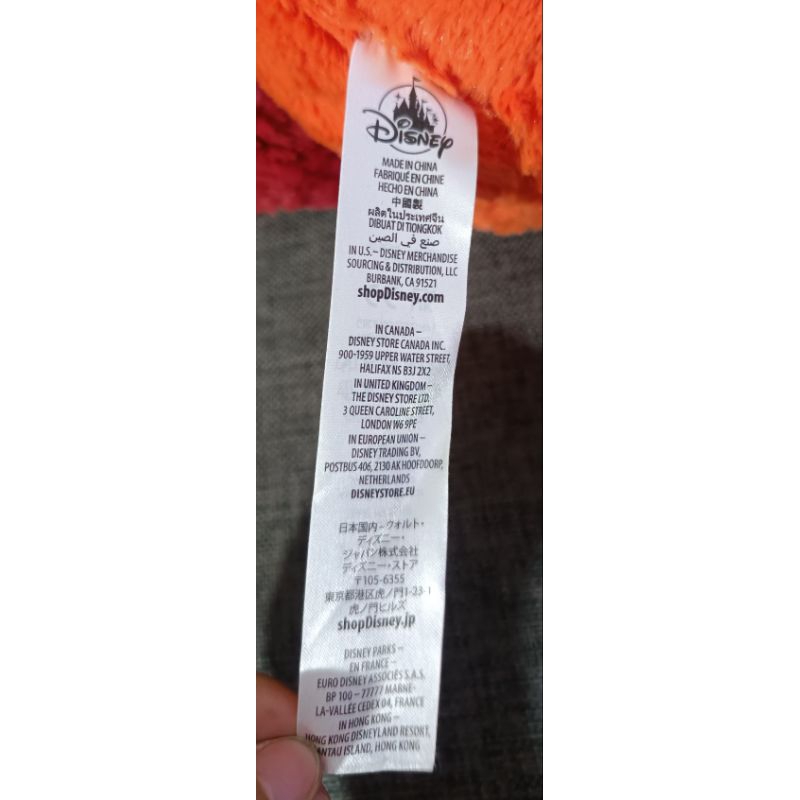 Disney
MADE IN CHINA
FABRIQUÉ EN CHINE
HECHO EN CHINA
中國製
ผลิตในประเทศจีน
DIBUAT DI TIONGKOK
صنع في الصين
IN U.S. – DISNEY MERCHANDISE
SOURCING & DISTRIBUTION, LLC
BURBANK, CA 91521
shopDisney.com
IN CANADA –
DISNEY STORE CANADA INC.
900-1959 UPPER WATER STREET,
HALIFAX NS B3J 2X2
IN UNITED KINGDOM –
THE DISNEY STORE LTD,
3 QUEEN CAROLINE STREET,
LONDON W6 9PE
IN EUROPEAN UNION –
DISNEY TRADING BV,
POSTBUS 406, 2130 AK HOOFDDORP,
NETHERLANDS
DISNEYSTORE.EU
日本国内 – ウォルト・
ディズニー・
ジャパン株式会社
ディズニー・ストア
〒105-6355
東京都港区虎ノ門1-23-1
虎ノ門ヒルズ
shopDisney.jp
DISNEY PARKS –
EN FRANCE –
EURO DISNEY ASSOCIÉS S.A.S.
BP 100 – 77777 MARNE-
LA-VALLÉE CEDEX 04, FRANCE
IN HONG KONG –
HONG KONG DISNEYLAND RESORT,
ISLAND, HONG KONG